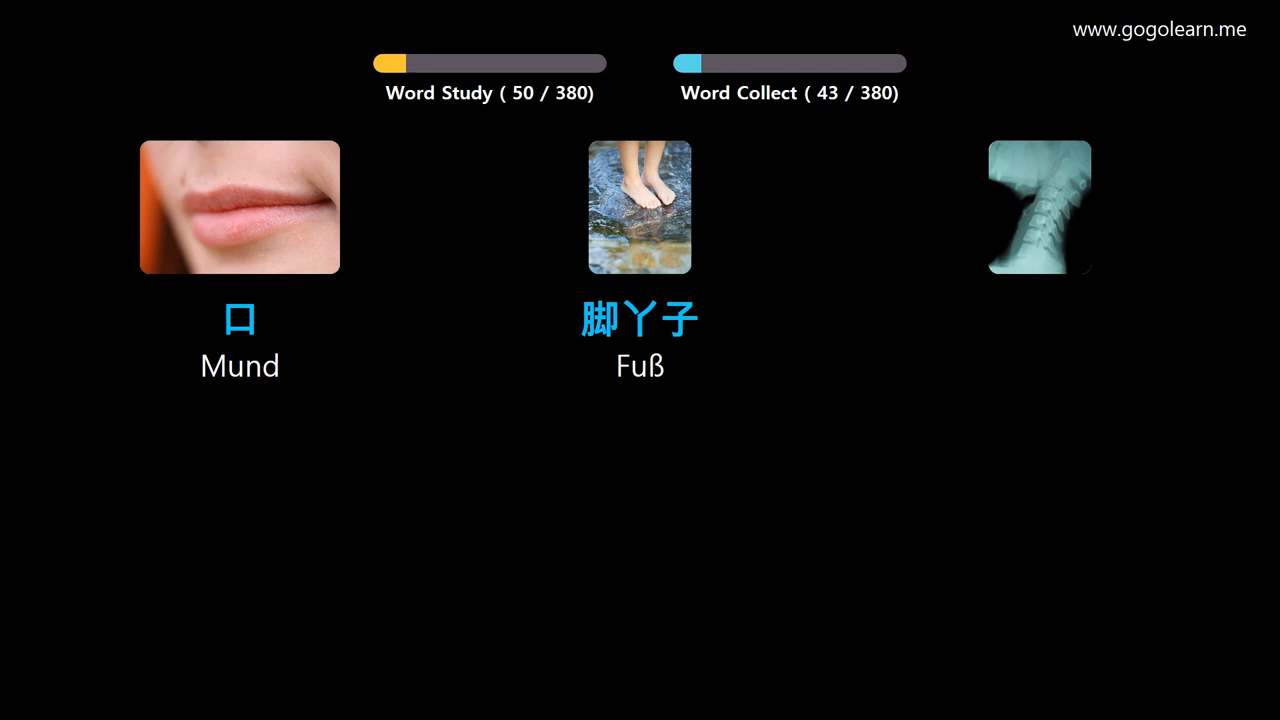 www.gogolearn.me
Word Study ( 50 / 380)
Word Collect ( 43 / 380)
口
脚丫子
Mund
Fuß